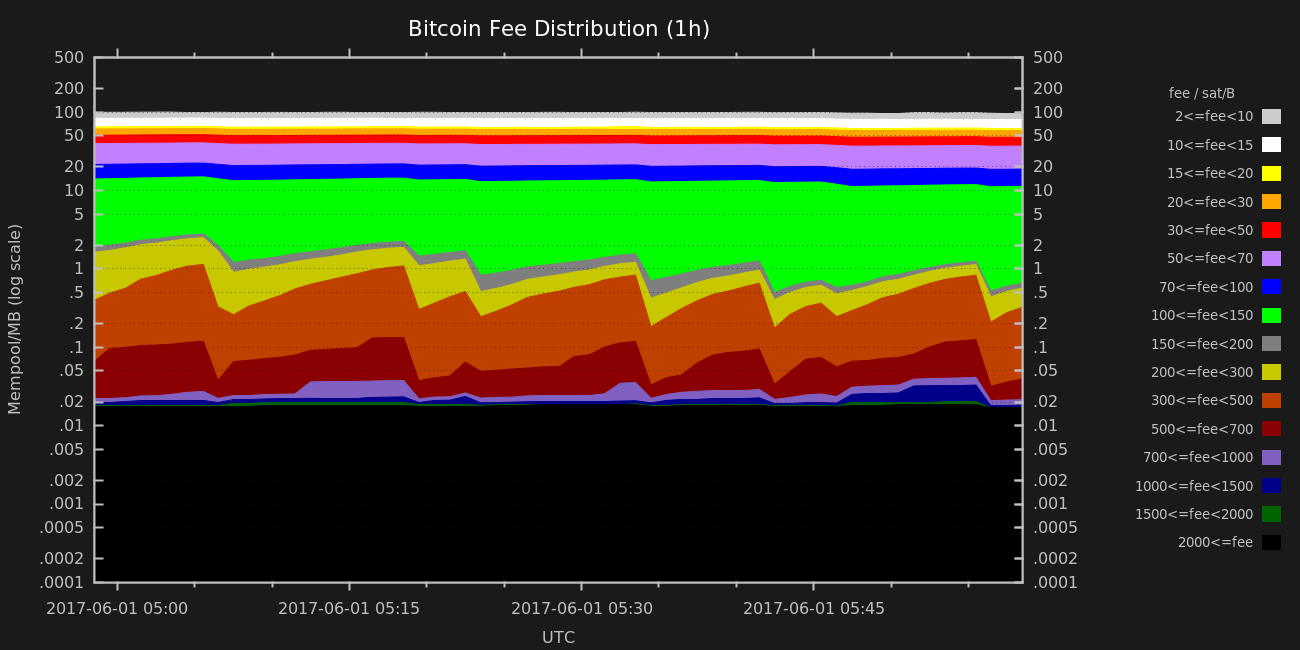 Bitcoin Fee Distribution (1h)
500 500
200 200
100 100
50 50
20 20
10 10
5 5
2 2
1 1
.5 .5
.2 .2
.1 .1
.05 .05
.02 .02
.01 .01
.005 .005
.002 .002
.001 .001
.0005 .0005
.0002 .0002
.0001 .0001
Mempool/MB (log scale)
2017-06-01 05:00 2017-06-01 05:15 2017-06-01 05:30 2017-06-01 05:45
UTC
fee / sat/B
2<=fee<10
10<=fee<15
15<=fee<20
20<=fee<30
30<=fee<50
50<=fee<70
70<=fee<100
100<=fee<150
150<=fee<200
200<=fee<300
300<=fee<500
500<=fee<700
700<=fee<1000
1000<=fee<1500
1500<=fee<2000
2000<=fee